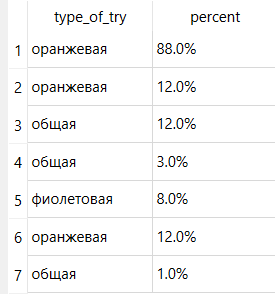 type_of_try percent
1 оранжевая 88.0%
2 оранжевая 12.0%
3 общая 12.0%
4 общая 3.0%
5 фиолетовая 8.0%
6 оранжевая 12.0%
7 общая 1.0%